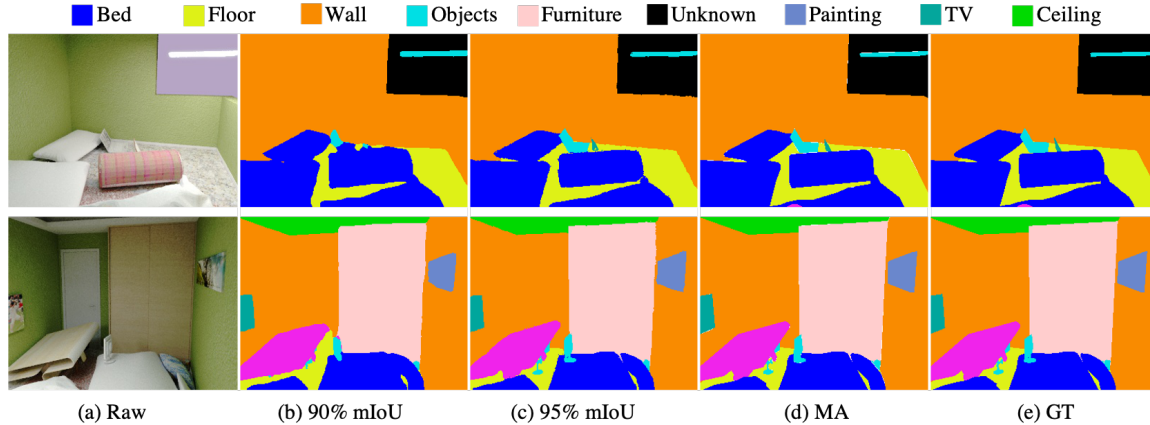 Bed Floor Wall Objects Furniture Unknown Painting TV Ceiling
(a) Raw (b) 90% mIoU (c) 95% mIoU (d) MA (e) GT